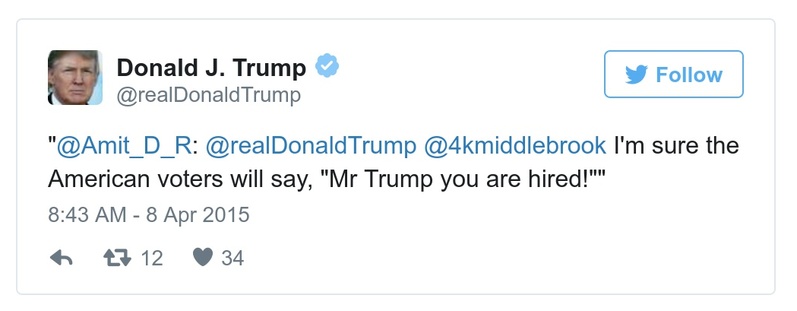 Donald J. Trump
@realDonaldTrump
Follow
"@Amit_D_R: @realDonaldTrump @4kmiddlebrook I'm sure the
American voters will say, "Mr Trump you are hired!""
8:43 AM - 8 Apr 2015
12 34